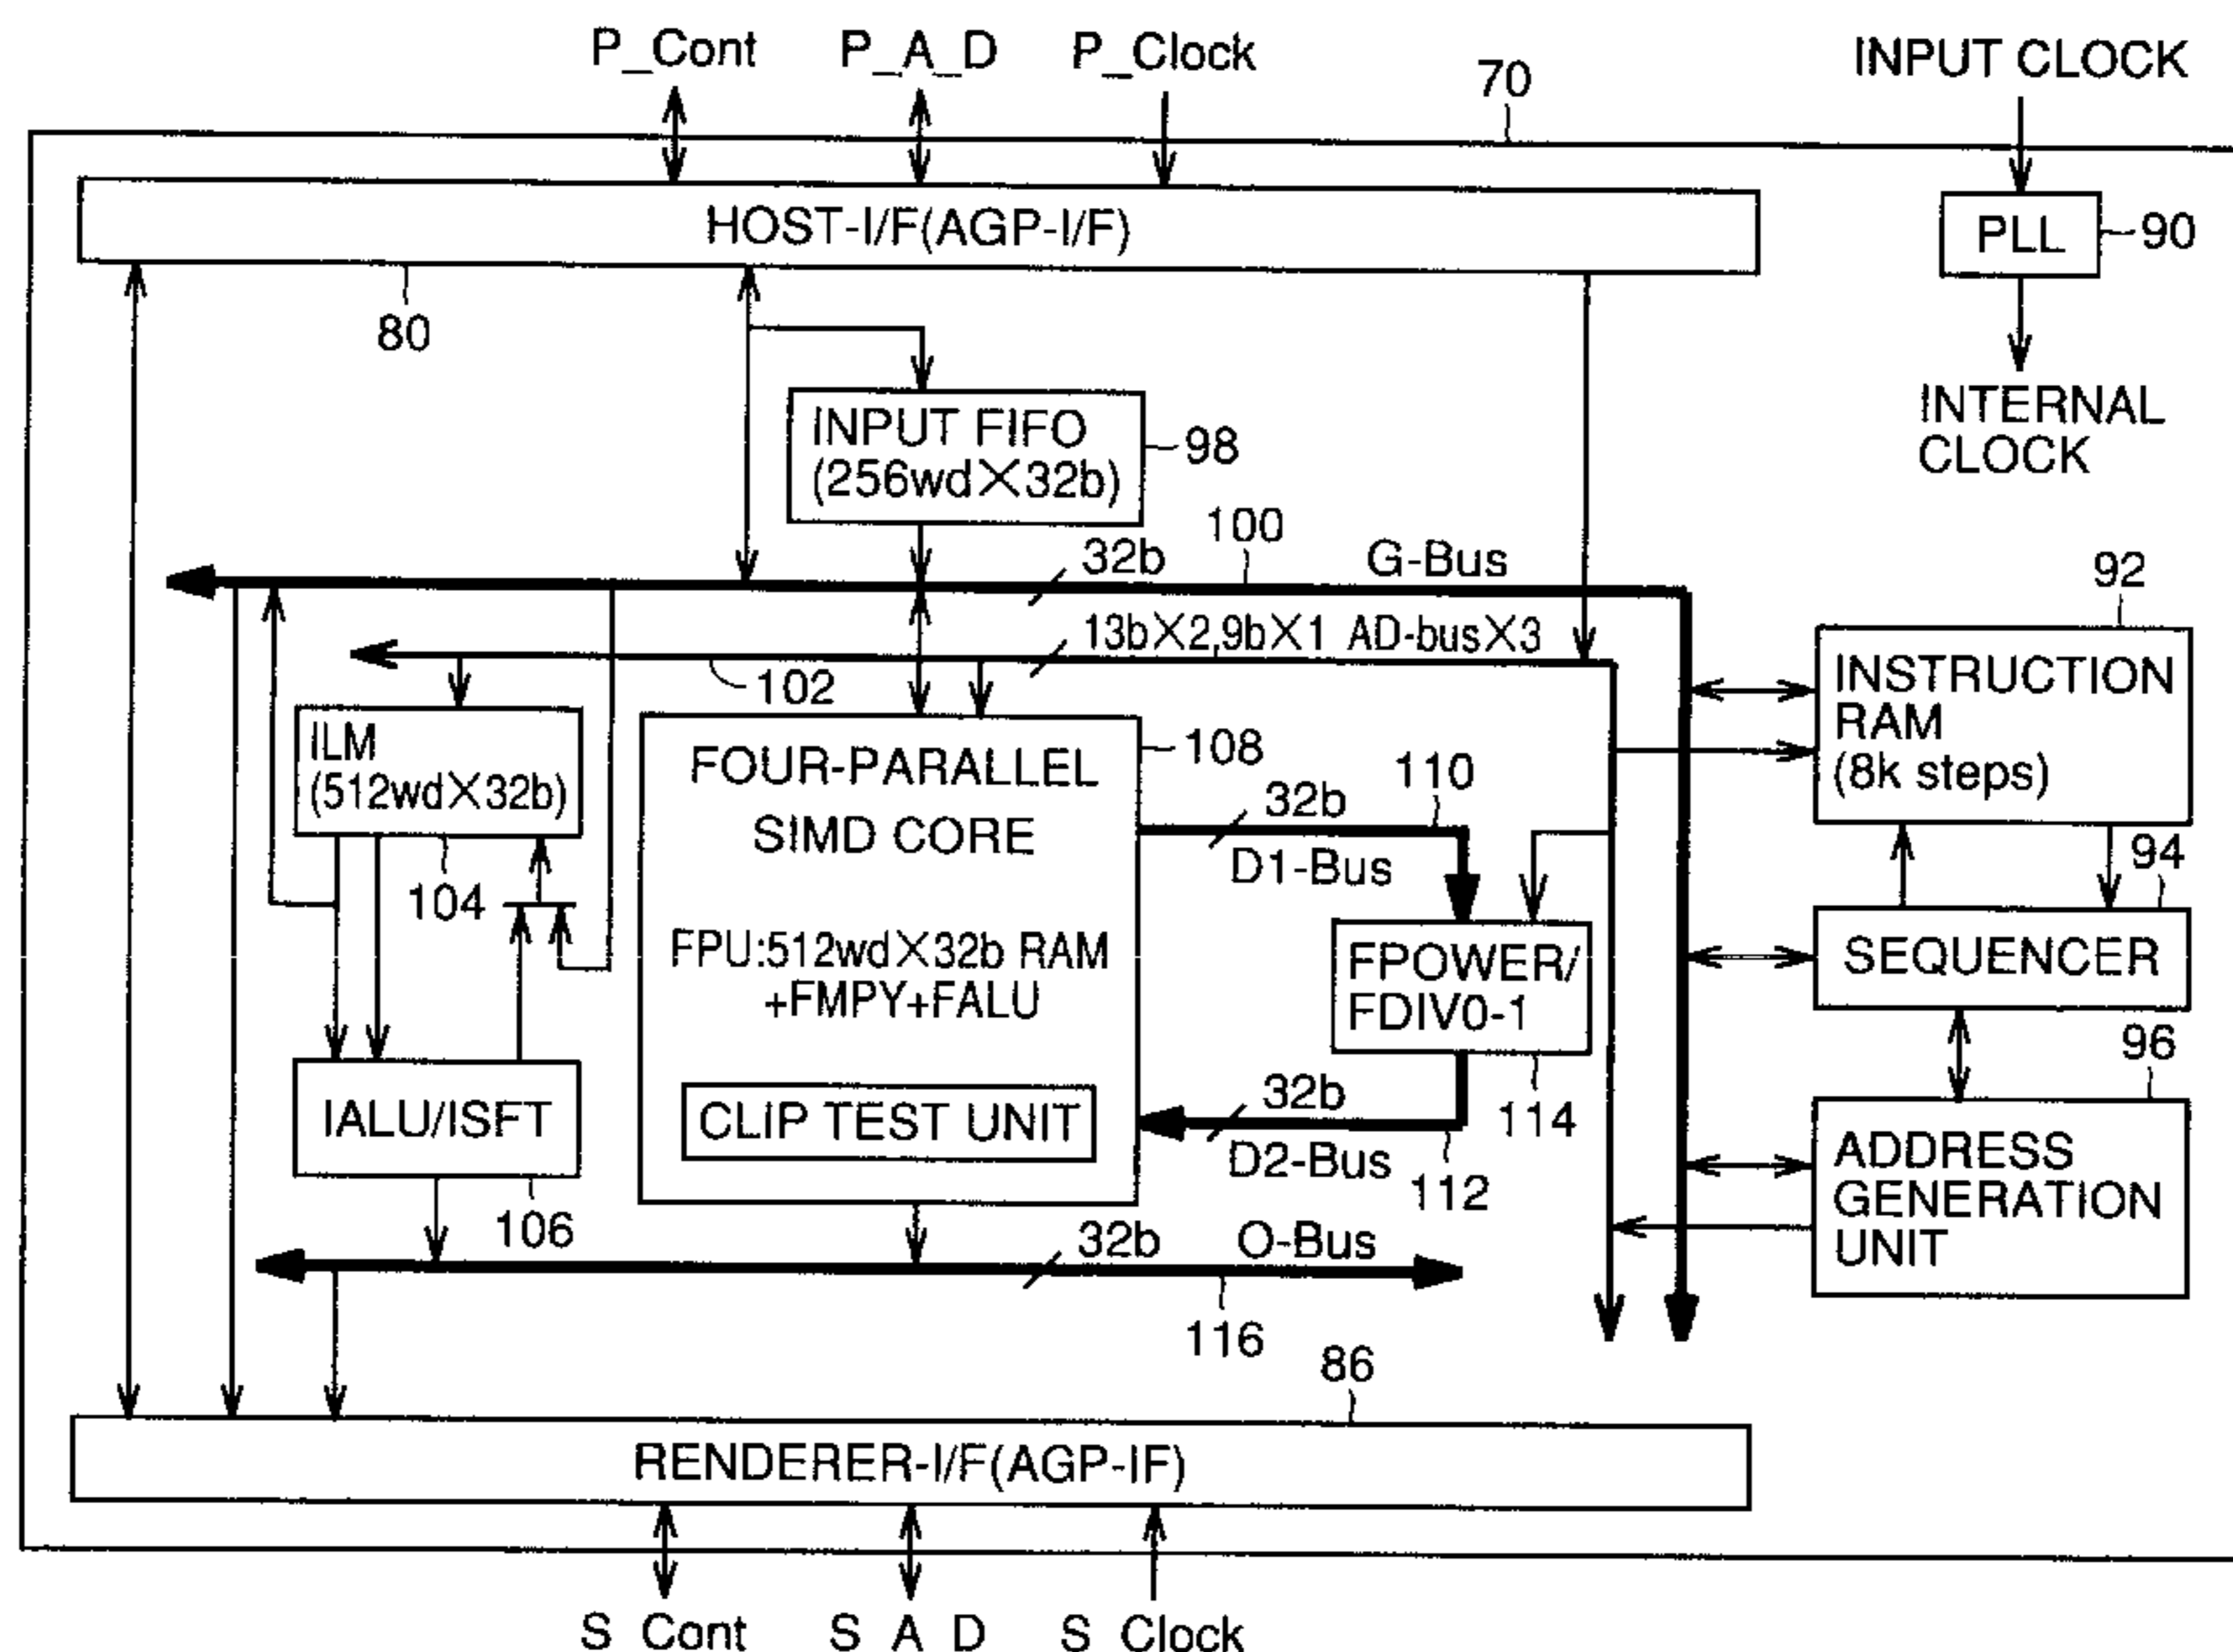 P_Cont P_A_D P_Clock INPUT CLOCK
70
HOST-I/F(AGP-I/F)
PLL
90
80
INTERNAL
CLOCK
INPUT FIFO
(256wd×32b)
98
100
32b
G-Bus
92
13b×2,9b×1 AD-bus×3
102
INSTRUCTION
RAM
(8k steps)
ILM
(512wd×32b)
104
FOUR-PARALLEL
SIMD CORE
108
110
32b
D1-Bus
94
FPU:512wd×32b RAM
+FMPY+FALU
FPOWER/
FDIV0-1
SEQUENCER
96
IALU/ISFT
106
CLIP TEST UNIT
32b
D2-Bus
112
114
ADDRESS
GENERATION
UNIT
32b
O-Bus
116
86
RENDERER-I/F(AGP-IF)
S_Cont S_A_D S_Clock